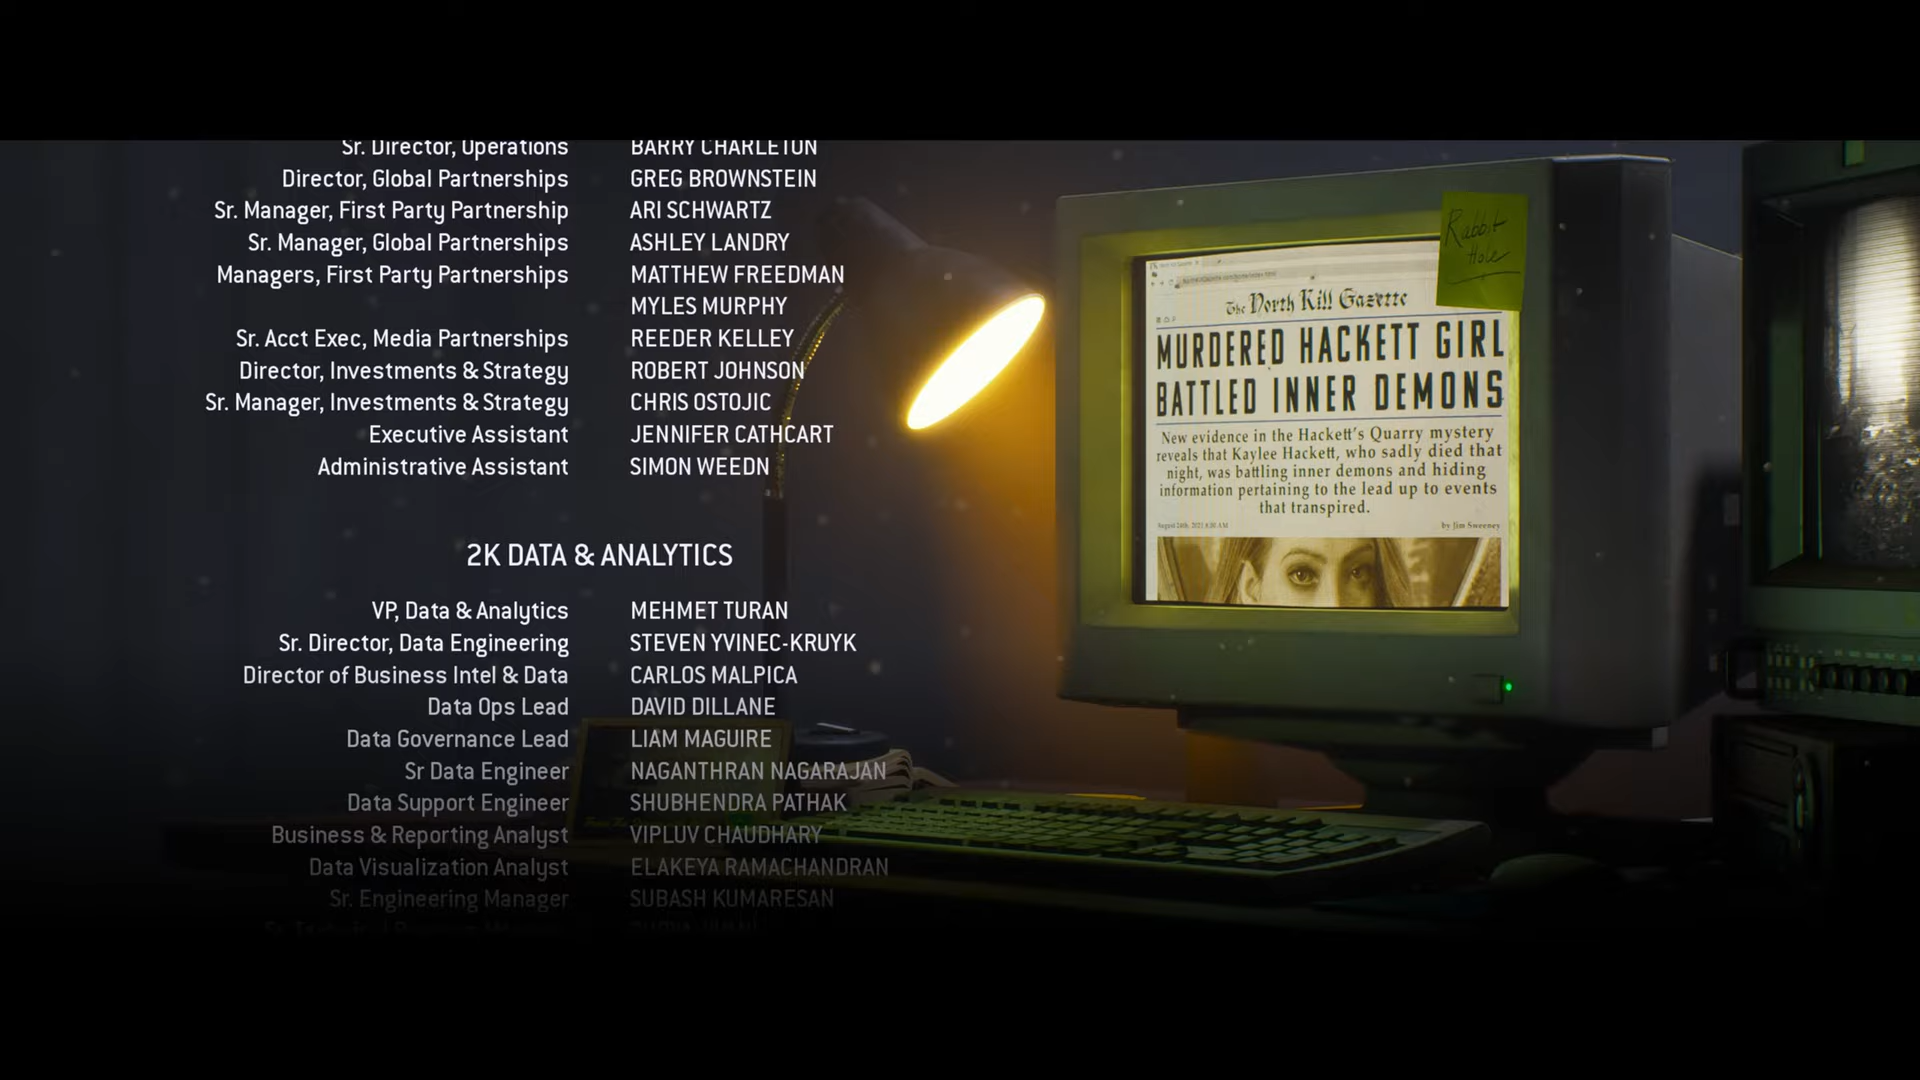 Sr. Director, Operations BARRY CHARLETON
Director, Global Partnerships GREG BROWNSTEIN
Sr. Manager, First Party Partnership ARI SCHWARTZ
Sr. Manager, Global Partnerships ASHLEY LANDRY
Managers, First Party Partnerships MATTHEW FREEDMAN
MYLES MURPHY
Sr. Acct Exec, Media Partnerships REEDER KELLEY
Director, Investments & Strategy ROBERT JOHNSON
Sr. Manager, Investments & Strategy CHRIS OSTOJIC
Executive Assistant JENNIFER CATHCART
Administrative Assistant SIMON WEEDN
2K DATA & ANALYTICS
VP, Data & Analytics MEHMET TURAN
Sr. Director, Data Engineering STEVEN YVINEC-KRUYK
Director of Business Intel & Data CARLOS MALPICA
Data Ops Lead DAVID DILLANE
Data Governance Lead LIAM MAGUIRE
Sr Data Engineer NAGANTHRAN NAGARAJAN
Data Support Engineer SHUBHENDRA PATHAK
Business & Reporting Analyst VIPLUV CHAUDHARY
Data Visualization Analyst ELAKEYA RAMACHANDRAN
Sr. Engineering Manager SUBASH KUMARESAN
Rabbit
Hole
The North Kill Gazette
MURDERED HACKETT GIRL
BATTLED INNER DEMONS
New evidence in the Hackett's Quarry mystery
reveals that Kaylee Hackett, who sadly died that
night, was battling inner demons and hiding
information pertaining to the lead up to events
that transpired.
August 24th, 2021 8:30 AM by Jim Sweeney